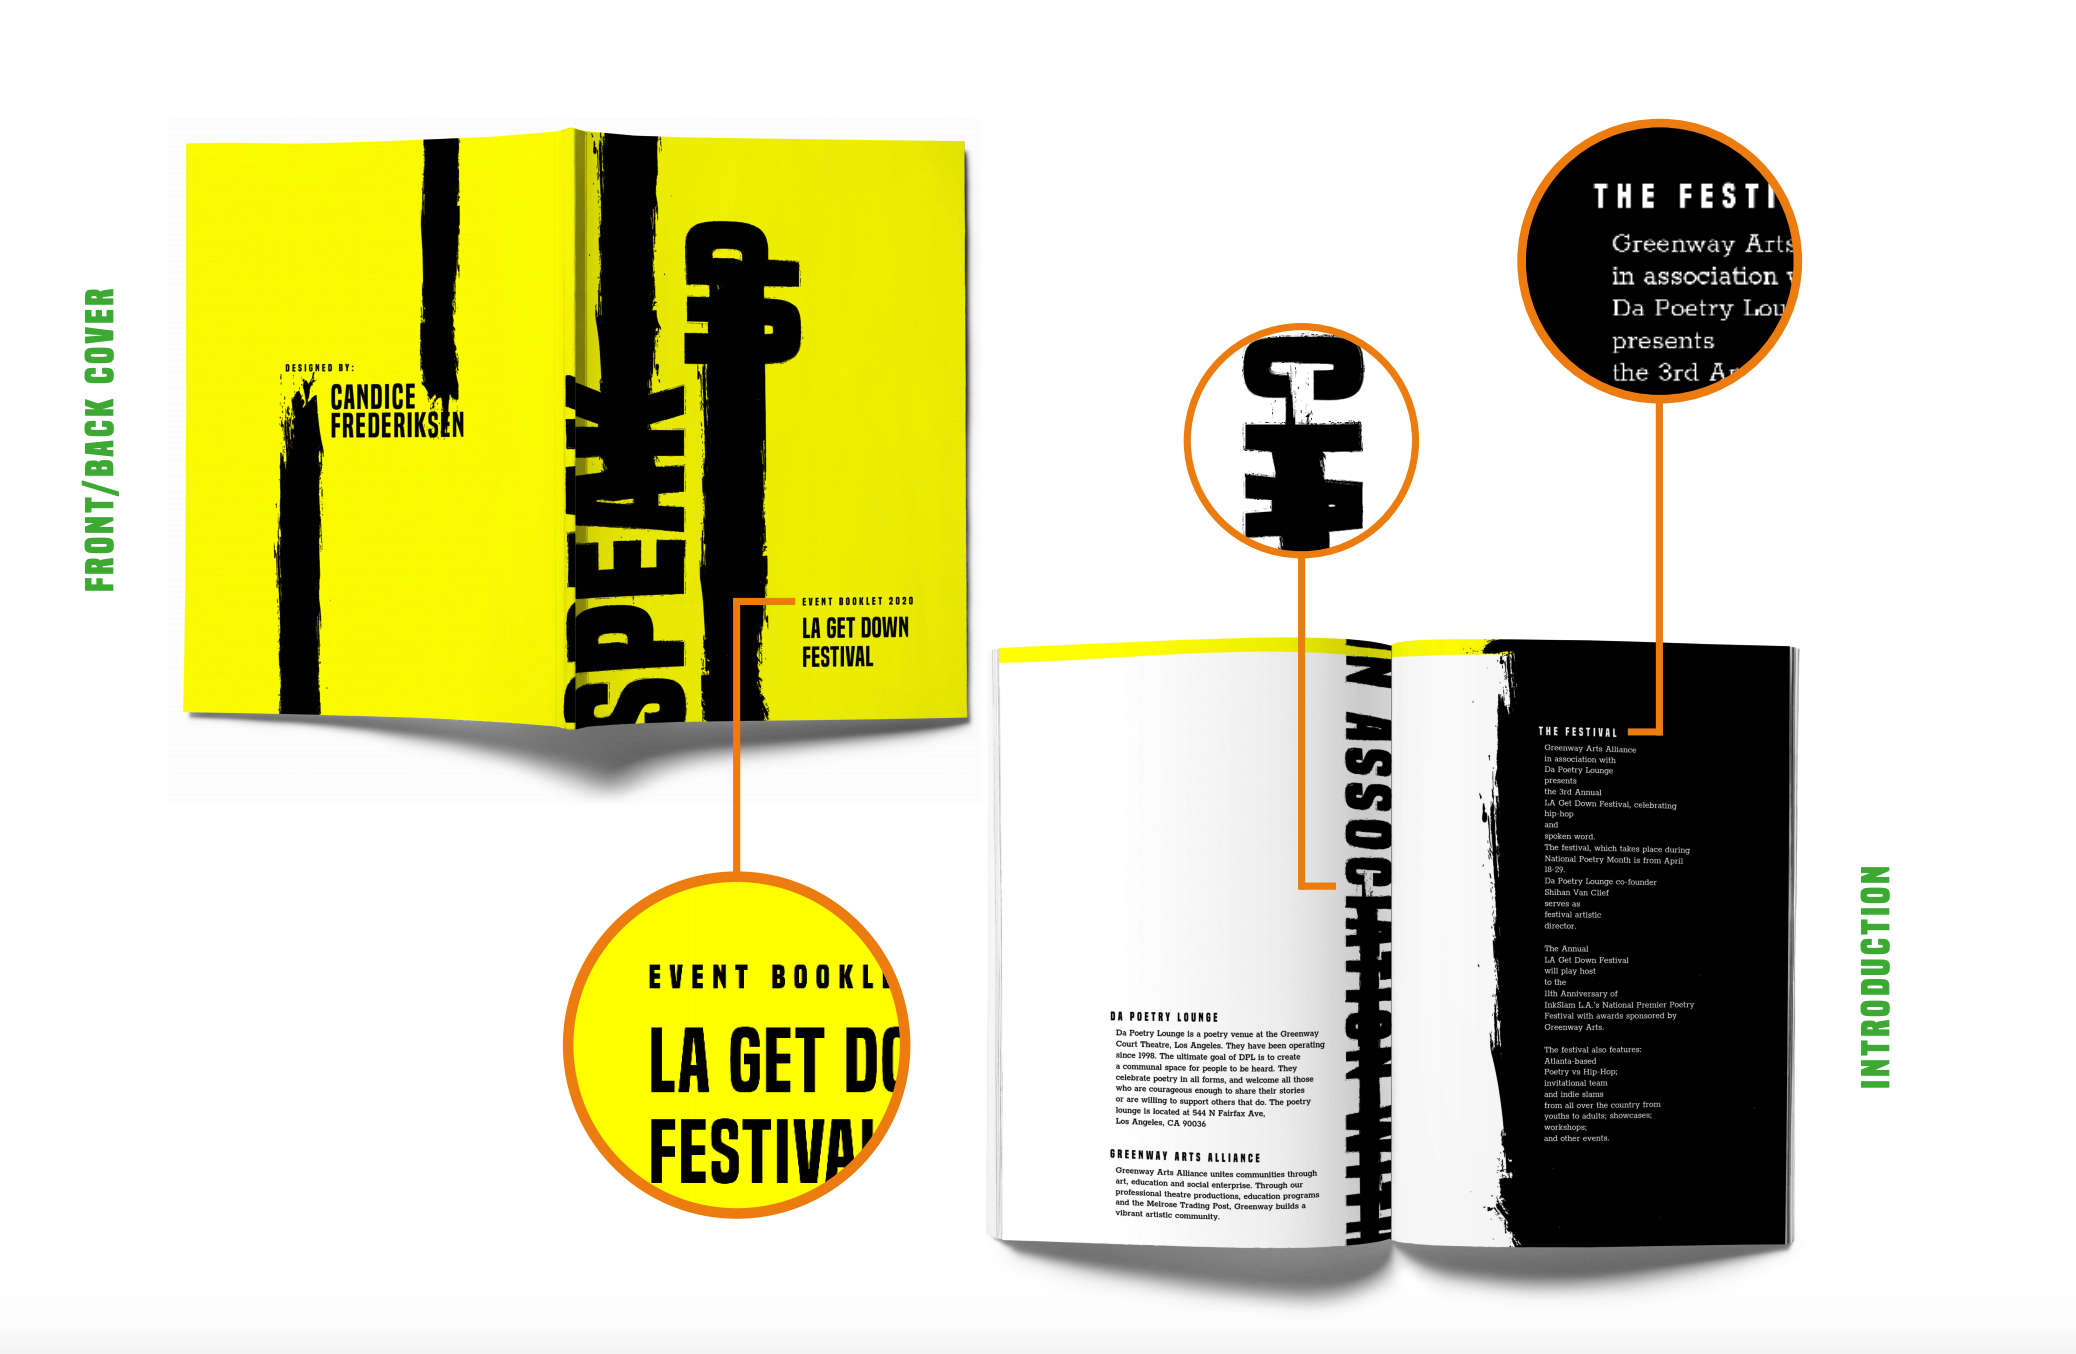 FRONT/BACK COVER
DESIGNED BY:
CANDICE
FREDERIKSEN
SPEAK
UP
EVENT BOOKLET 2020
LA GET DOWN
FESTIVAL
EVENT BOOKL
LA GET DO
FESTIVAL
CIA
THE FESTI
Greenway Arts
in association
Da Poetry Lou
presents
the 3rd An
DA POETRY LOUNGE
Da Poetry Lounge is a poetry venue at the Greenway
Court Theatre, Los Angeles. They have been operating
since 1998. The ultimate goal of DPL is to create
a communal space for people to be heard. They
celebrate poetry in all forms, and welcome all those
who are courageous enough to share their stories
or are willing to support others that do. The poetry
lounge is located at 544 N Fairfax Ave,
Los Angeles, CA 90036
GREENWAY ARTS ALLIANCE
Greenway Arts Alliance unites communities through
art, education and social enterprise. Through our
professional theatre productions, education programs
and the Melrose Trading Post, Greenway builds a
vibrant artistic community.
IN ASSOCIATION WITH
THE FESTIVAL
Greenway Arts Alliance
in association with
Da Poetry Lounge
presents
the 3rd Annual
LA Get Down Festival, celebrating
hip-hop
and
spoken word.
The festival, which takes place during
National Poetry Month is from April
18-29.
Da Poetry Lounge co-founder
Shihan Van Clief
serves as
festival artistic
director.
The Annual
LA Get Down Festival
will play host
to the
11th Anniversary of
InkSlam L.A.'s National Premier Poetry
Festival with awards sponsored by
Greenway Arts.
The festival also features:
Atlanta-based
Poetry vs Hip-Hop;
invitational team
and indie slams
from all over the country from
youths to adults; showcases;
workshops;
and other events.
INTRODUCTION